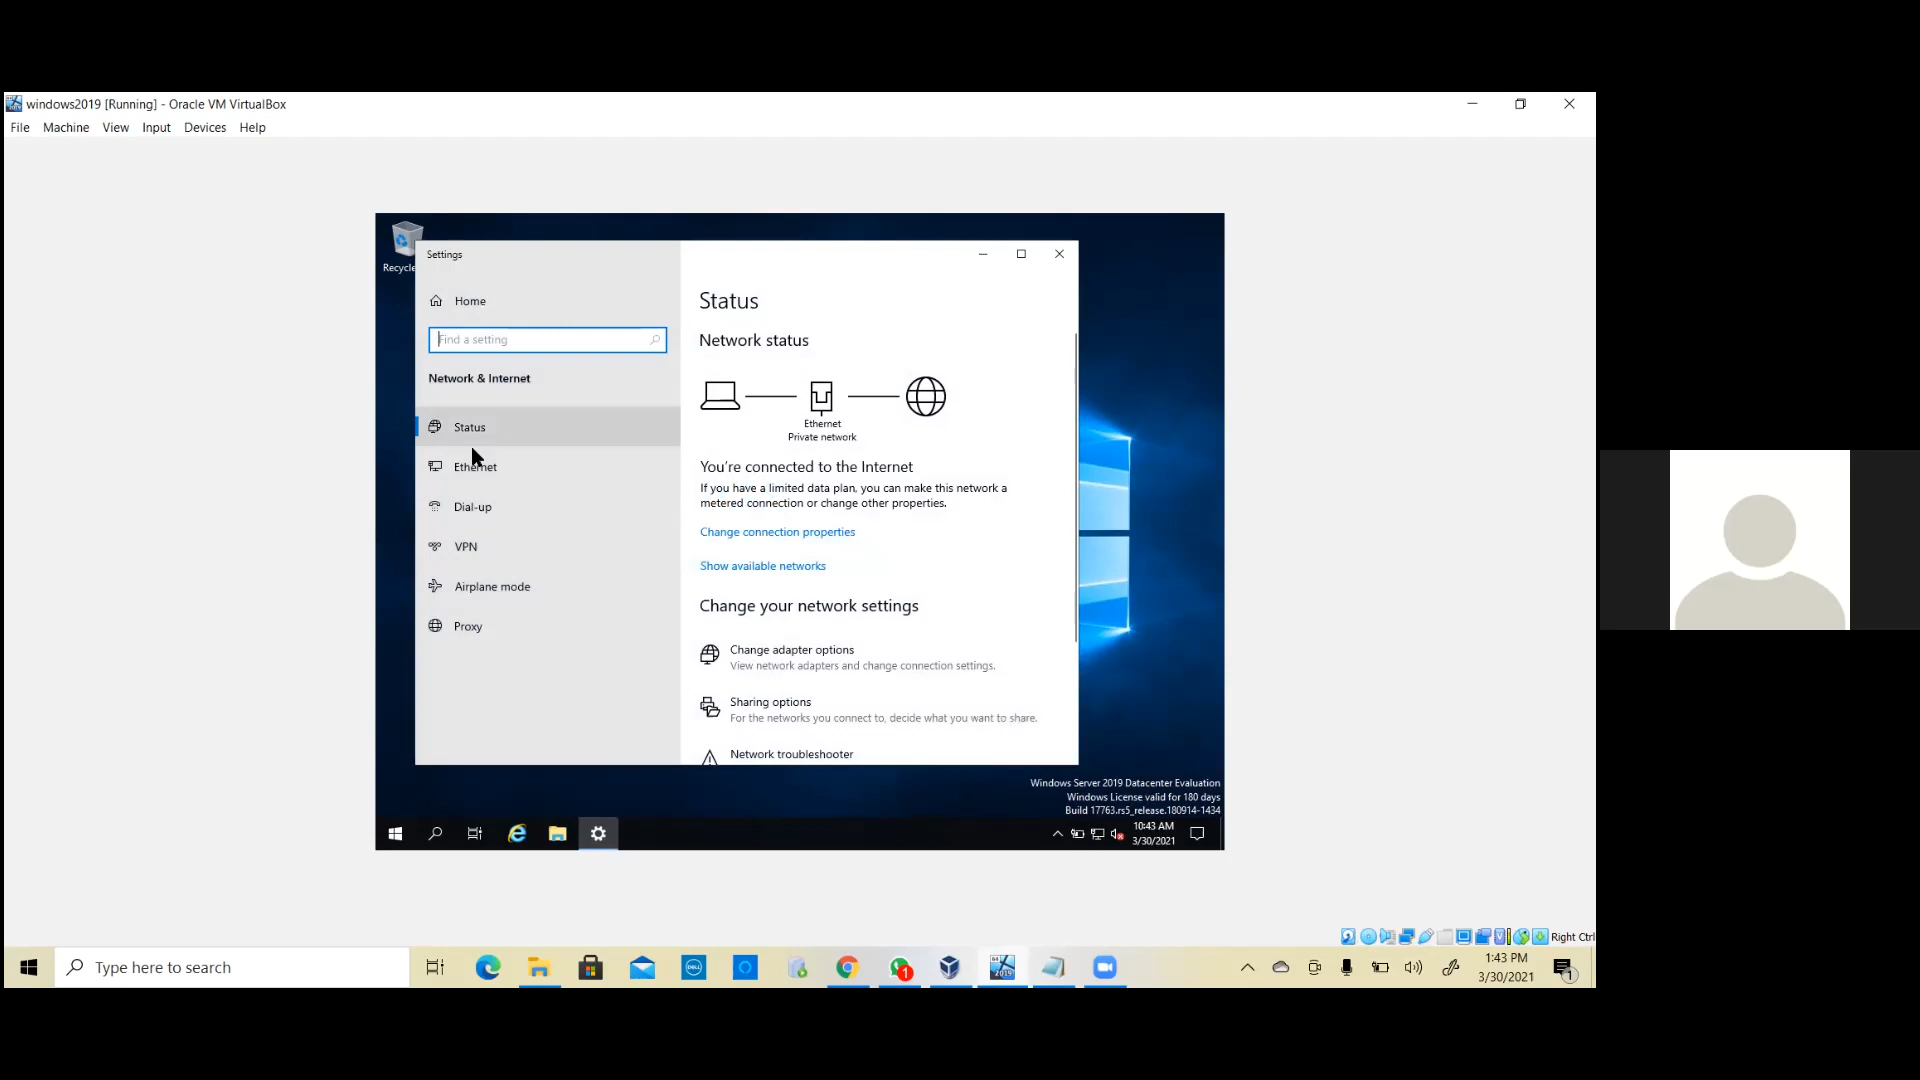 windows2019 [Running] - Oracle VM VirtualBox
File Machine View Input Devices Help
Recycle
Settings
Home
Find a setting
Network & Internet
Status
Ethernet
Dial-up
VPN
Airplane mode
Proxy
Status
Network status
Ethernet
Private network
You're connected to the Internet
If you have a limited data plan, you can make this network a
metered connection or change other properties.
Change connection properties
Show available networks
Change your network settings
Change adapter options
View network adapters and change connection settings.
Sharing options
For the networks you connect to, decide what you want to share.
Network troubleshooter
Windows Server 2019 Datacenter Evaluation
Windows License valid for 180 days
Build 17763.rs5_release.180914-1434
10:43 AM
3/30/2021
Right Ctrl
Type here to search
DELL
1
2019
1:43 PM
3/30/2021
1